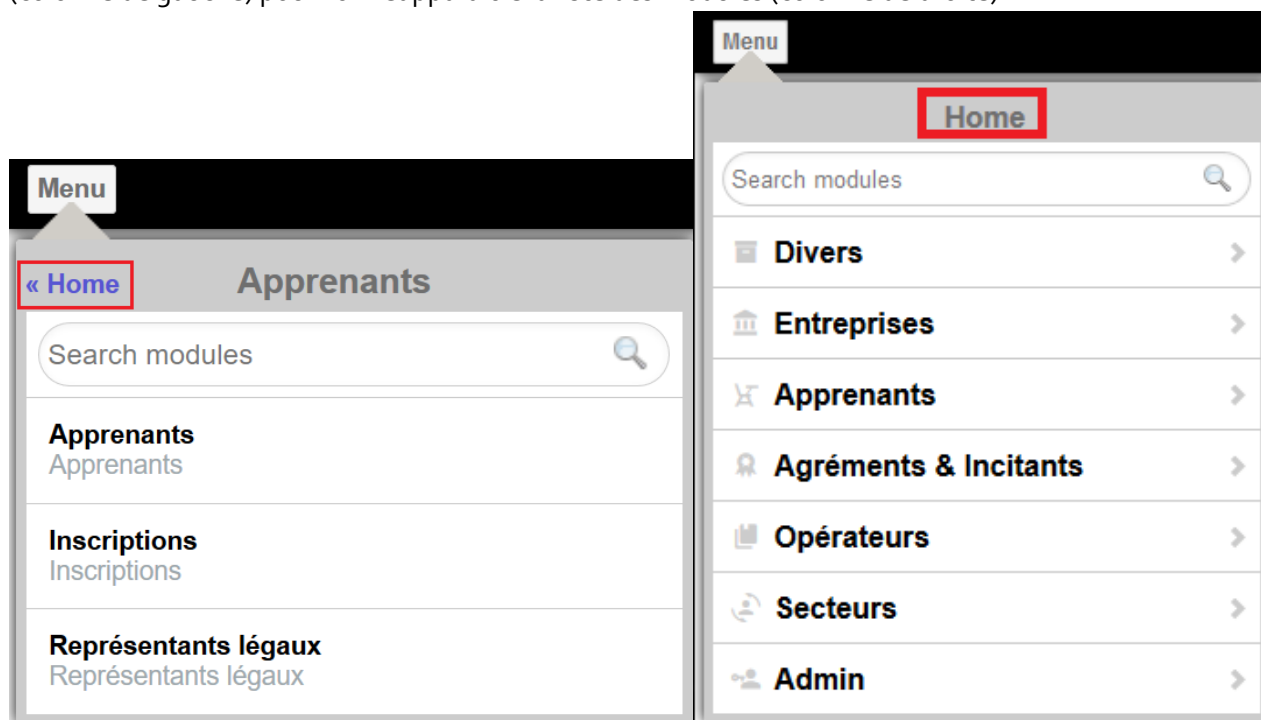 Menu
« Home
Apprenants
Search modules
Apprenants
Apprenants
Inscriptions
Inscriptions
Représentants légaux
Représentants légaux
Menu
Home
Search modules
Divers
Entreprises
Apprenants
Agréments & Incitants
Opérateurs
Secteurs
Admin